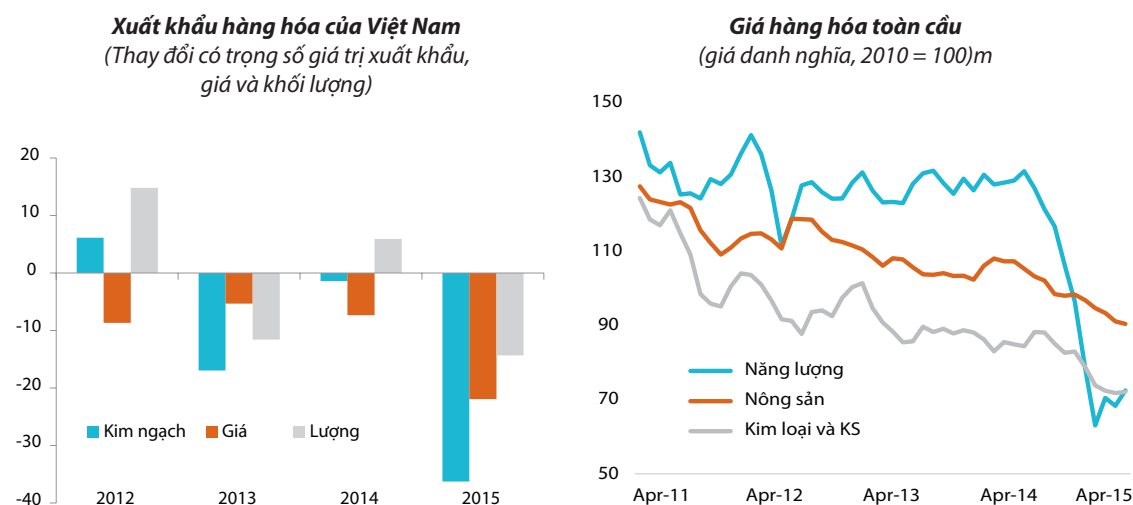 Xuất khẩu hàng hóa của Việt Nam
(Thay đổi có trọng số giá trị xuất khẩu,
giá và khối lượng)
20
10
0
-10
-20
-30
-40
Kim ngạch
Giá
Lượng
2012
2013
2014
2015
Giá hàng hóa toàn cầu
(giá danh nghĩa, 2010 = 100)m
150
130
110
90
70
50
Năng lượng
Nông sản
Kim loại và KS
Apr-11
Apr-12
Apr-13
Apr-14
Apr-15